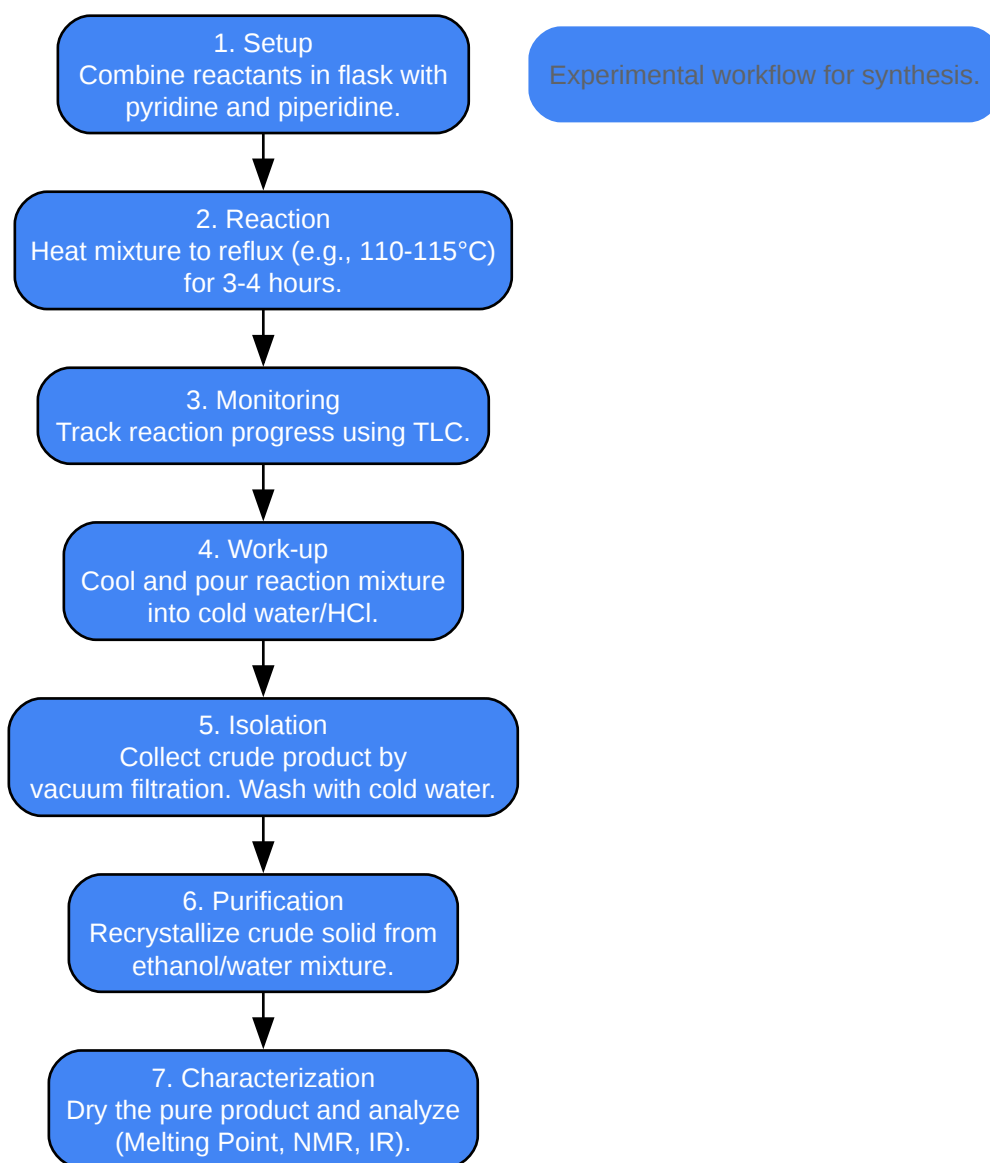 1. Setup
Combine reactants in flask with
pyridine and piperidine.
Experimental workflow for synthesis.
2. Reaction
Heat mixture to reflux (e.g., 110-115°C)
for 3-4 hours.
3. Monitoring
Track reaction progress using TLC.
4. Work-up
Cool and pour reaction mixture
into cold water/HCl.
5. Isolation
Collect crude product by
vacuum filtration. Wash with cold water.
6. Purification
Recrystallize crude solid from
ethanol/water mixture.
7. Characterization
Dry the pure product and analyze
(Melting Point, NMR, IR).